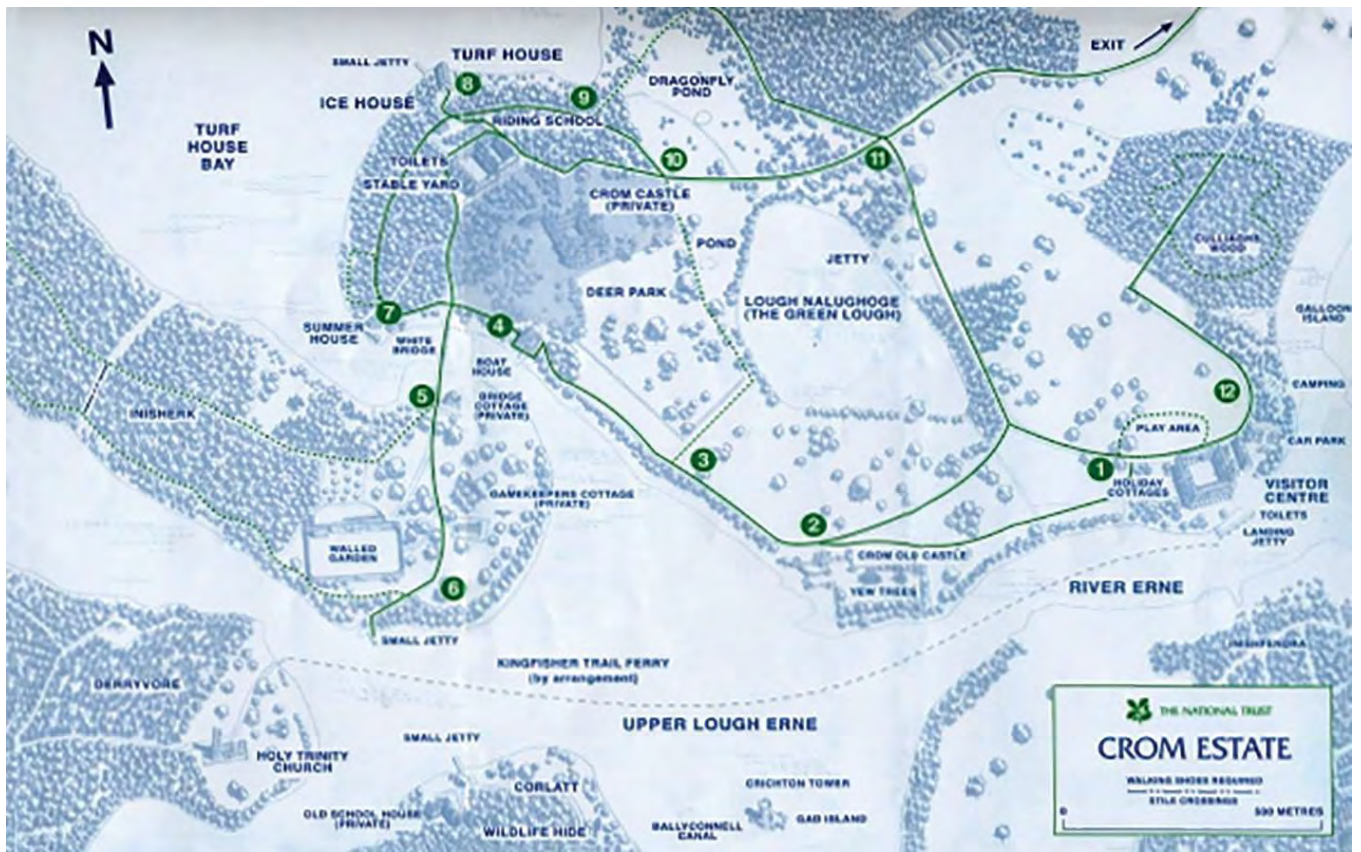 N
SMALL JETTY
TURF HOUSE
8
ICE HOUSE
9
RIDING SCHOOL
DRAGONFLY
POND
EXIT
TURF
HOUSE
BAY
TOILETS
STABLE YARD
10
11
CROM CASTLE
(PRIVATE)
POND
JETTY
DEER PARK
LOUGH NALUGHOGE
(THE GREEN LOUGH)
WOOD
GALLOON
ISLAND
7
SUMMER
HOUSE
WHITE
BRIDGE
4
BOAT
HOUSE
5
BRIDGE
COTTAGE
(PRIVATE)
INISHERK
12
CAMPING
PLAY AREA
CAR PARK
3
1
HOLIDAY
COTTAGES
VISITOR
CENTRE
TOILETS
LANDING
JETTY
GAMEKEEPERS COTTAGE
(PRIVATE)
2
CROM OLD CASTLE
YEW TREES
WALLED
GARDEN
6
SMALL JETTY
RIVER ERNE
KINGFISHER TRAIL FERRY
(by arrangement)
DERRYVORE
UPPER LOUGH ERNE
HOLY TRINITY
CHURCH
SMALL JETTY
CORLATT
OLD SCHOOL HOUSE
(PRIVATE)
WILDLIFE HIDE
CRICHTON TOWER
GAD ISLAND
BALLYCONNELL
CANAL
THE NATIONAL TRUST
CROM ESTATE
WALKING SHOES REQUIRED
STILE CROSSINGS
0
500 METRES